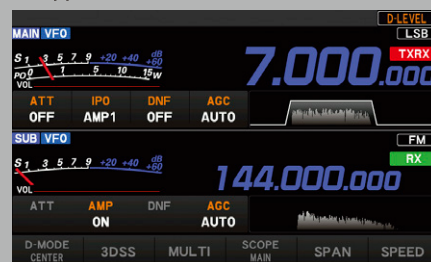 D-LEVEL
MAIN VFO LSB
S 1 3 5 7 9 +20 +40 +60 dB
TXRX
PO 0 1 5 10 15 W
7.000.000
VOL
ATT IPO DNF AGC
OFF AMP1 OFF AUTO
SUB VFO FM
S 1 3 5 7 9 +20 +40 +60 dB
RX
VOL
144.000.000
ATT AMP DNF AGC
ON AUTO
D-MODE 3DSS MULTI SCOPE SPAN SPEED
CENTER MAIN